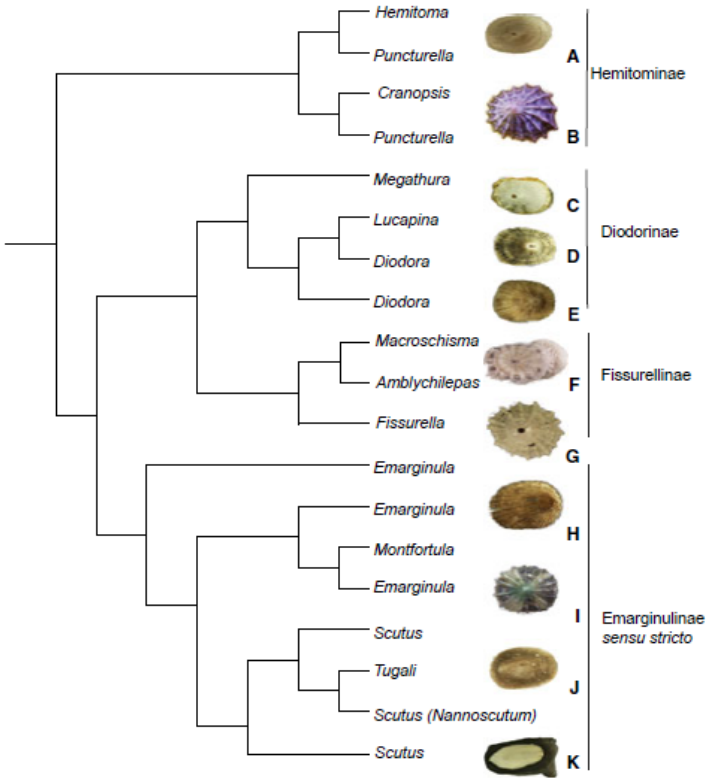 Hemitoma
Puncturella
A
Hemitominae
Cranopsis
Puncturella
B
Megathura
C
Lucapina
Diodorinae
Diodora
D
Diodora
E
Macroschisma
Fissurellinae
Amblychilepas
F
Fissurella
G
Emarginula
Emarginula
H
Montfortula
Emarginula
I
Emarginulinae
sensu stricto
Scutus
Tugali
J
Scutus (Nannoscutum)
Scutus
K